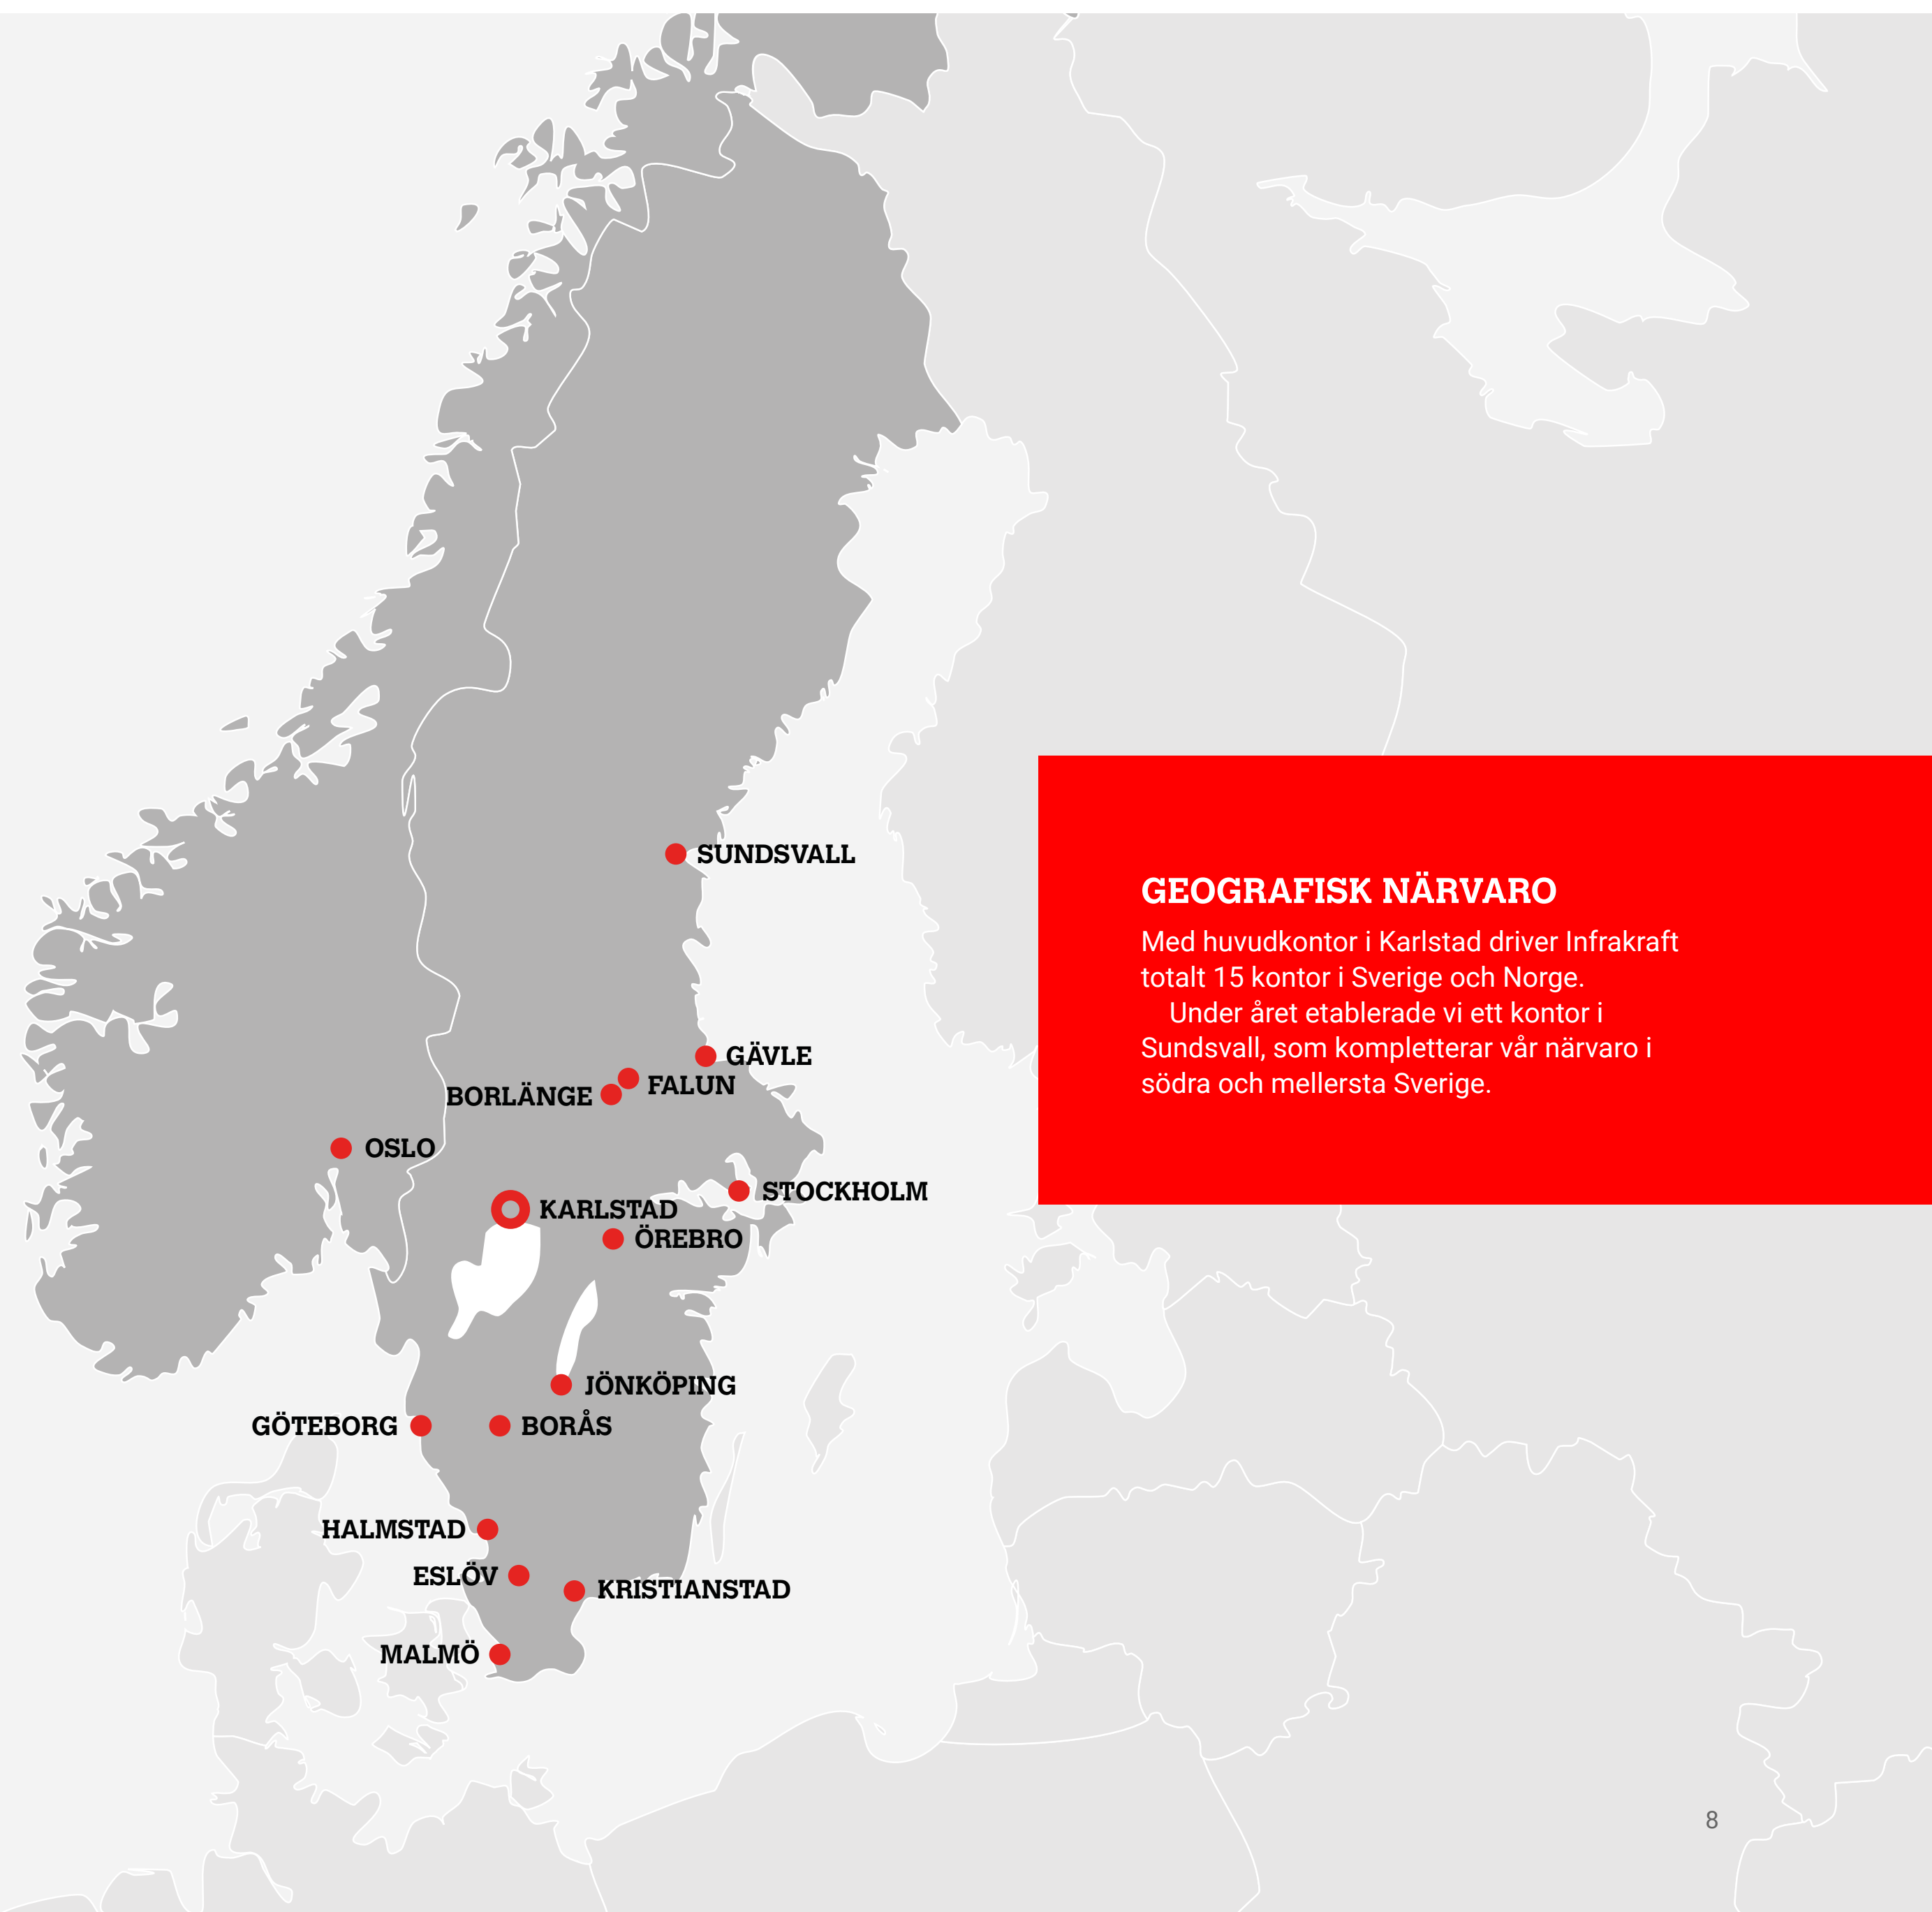 SUNDSVALL
GEOGRAFISK NÄRVARO
Med huvudkontor i Karlstad driver Infrakraft
totalt 15 kontor i Sverige och Norge.
Under året etablerade vi ett kontor i
Sundsvall, som kompletterar vår närvaro i
södra och mellersta Sverige.
GÄVLE
FALUN
BORLÄNGE
OSLO
STOCKHOLM
KARLSTAD
ÖREBRO
JÖNKÖPING
GÖTEBORG
BORÅS
HALMSTAD
ESLÖV
KRISTIANSTAD
MALMÖ
8